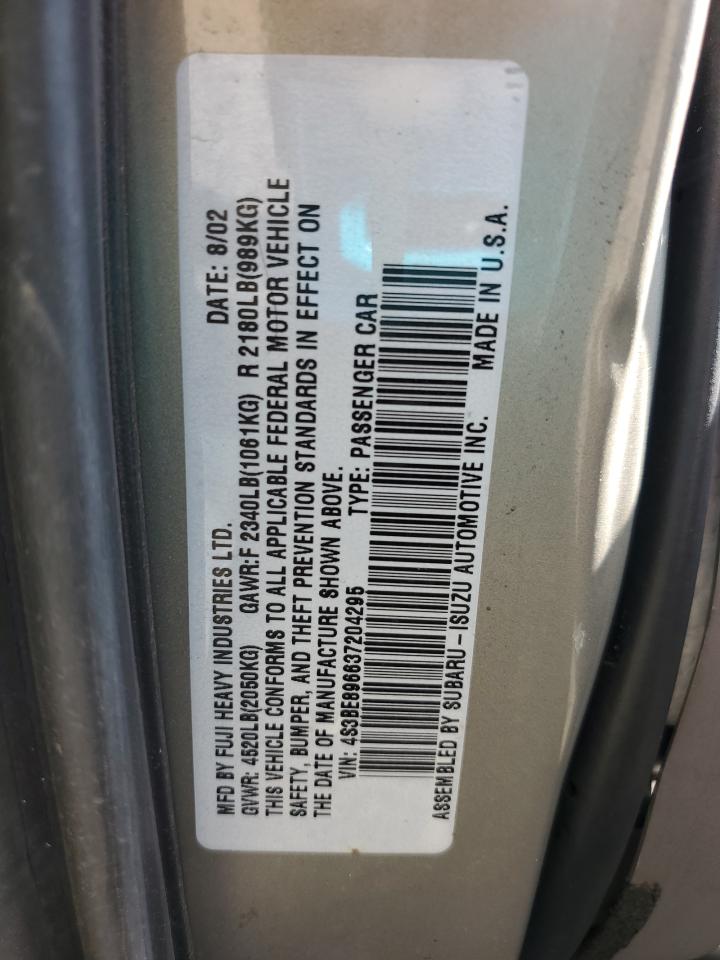 MFD BY FUJI HEAVY INDUSTRIES LTD. DATE: 8/02
GVWR: 4520LB(2050KG) GAWR:F 2340LB(1061KG) R 2180LB(989KG)
THIS VEHICLE CONFORMS TO ALL APPLICABLE FEDERAL MOTOR VEHICLE
SAFETY, BUMPER, AND THEFT PREVENTION STANDARDS IN EFFECT ON
THE DATE OF MANUFACTURE SHOWN ABOVE.
VIN: 4S3BE896637204295 TYPE: PASSENGER CAR
ASSEMBLED BY SUBARU-ISUZU AUTOMOTIVE INC. MADE IN U.S.A.